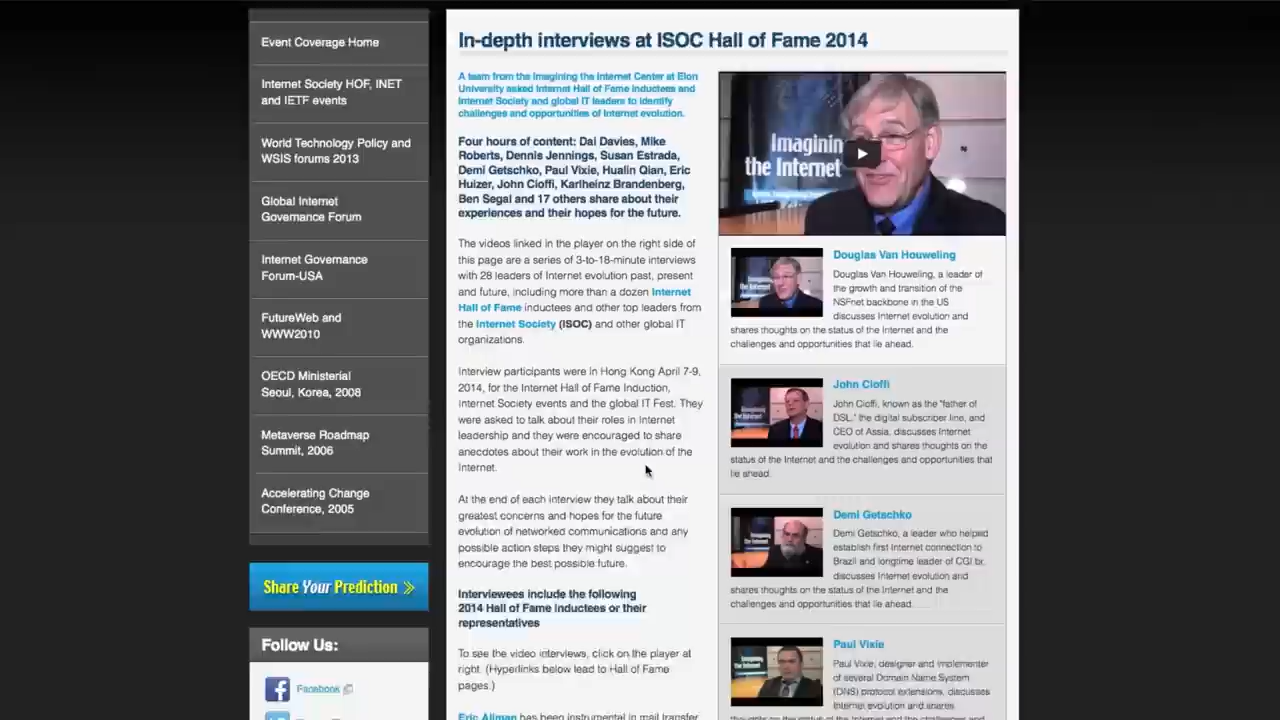 Event Coverage Home
Internet Society HOF, INET
and IETF events
World Technology Policy and
WSIS forums 2013
Global Internet
Governance Forum
Internet Governance
Forum-USA
FutureWeb and
WWW2010
OECD Ministerial
Seoul, Korea, 2008
Metaverse Roadmap
Summit, 2006
Accelerating Change
Conference, 2005
Share Your Prediction
Follow Us:
Facebook
In-depth interviews at ISOC Hall of Fame 2014
A team from the Imagining the Internet Center at Elon
University asked Internet Hall of Fame inductees and
Internet Society and global IT leaders to identify
challenges and opportunities of Internet evolution.
Four hours of content: Dai Davies, Mike
Roberts, Dennis Jennings, Susan Estrada,
Demi Getschko, Paul Vixie, Hualin Qian, Eric
Huizer, John Cioffi, Karlheinz Brandenberg,
Ben Segal and 17 others share about their
experiences and their hopes for the future.
The videos linked in the player on the right side of
this page are a series of 3-to-18-minute interviews
with 28 leaders of Internet evolution past, present
and future, including more than a dozen Internet
Hall of Fame inductees and other top leaders from
the Internet Society (ISOC) and other global IT
organizations.
Interview participants were in Hong Kong April 7-9,
2014, for the Internet Hall of Fame Induction,
Internet Society events and the global IT Fest. They
were asked to talk about their roles in Internet
leadership and they were encouraged to share
anecdotes about their work in the evolution of the
Internet.
At the end of each interview they talk about their
greatest concerns and hopes for the future
evolution of networked communications and any
possible action steps they might suggest to
encourage the best possible future.
Interviewees include the following
2014 Hall of Fame inductees or their
representatives
To see the video interviews, click on the player at
right. (Hyperlinks below lead to Hall of Fame
pages.)
Eric Allman has been instrumental in mail transfer
Imagining
the Internet
Douglas Van Houweling
Douglas Van Houweling, a leader of
the growth and transition of the
NSFnet backbone in the US
discusses Internet evolution and
shares thoughts on the status of the Internet and the
challenges and opportunities that lie ahead.
John Cioffi
John Cioffi, known as the "father of
DSL," the digital subscriber line, and
CEO of Assia, discusses Internet
evolution and shares thoughts on the
status of the Internet and the challenges and opportunities that
lie ahead.
Demi Getschko
Demi Getschko, a leader who helped
establish first Internet connection to
Brazil and longtime leader of CGI.br,
discusses Internet evolution and
shares thoughts on the status of the Internet and the
challenges and opportunities that lie ahead.
Paul Vixie
Paul Vixie, designer and implementer
of several Domain Name System
(DNS) protocol extensions, discusses
Internet evolution and shares
thoughts on the status of the Internet and the challenges and